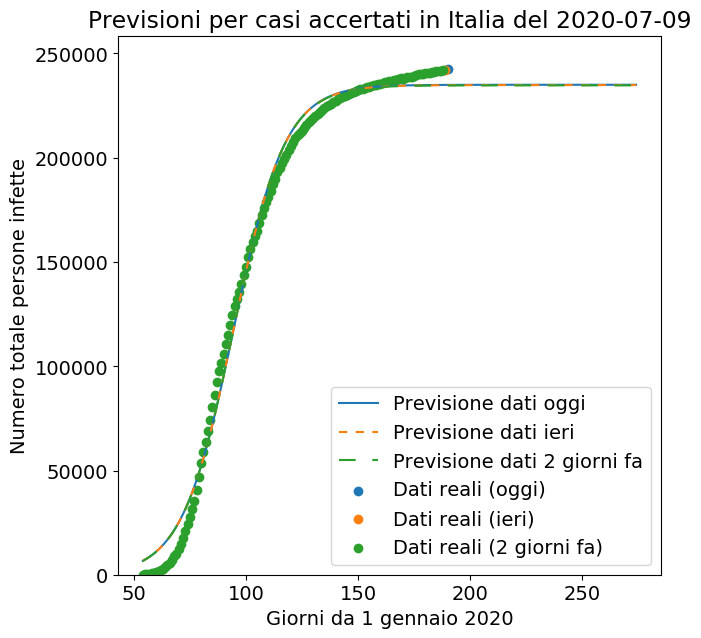 Previsioni per casi accertati in Italia del 2020-07-09
250000
200000
150000
100000
50000
0
Numero totale persone infette
50
100
150
200
250
Giorni da 1 gennaio 2020
Previsione dati oggi
Previsione dati ieri
Previsione dati 2 giorni fa
Dati reali (oggi)
Dati reali (ieri)
Dati reali (2 giorni fa)